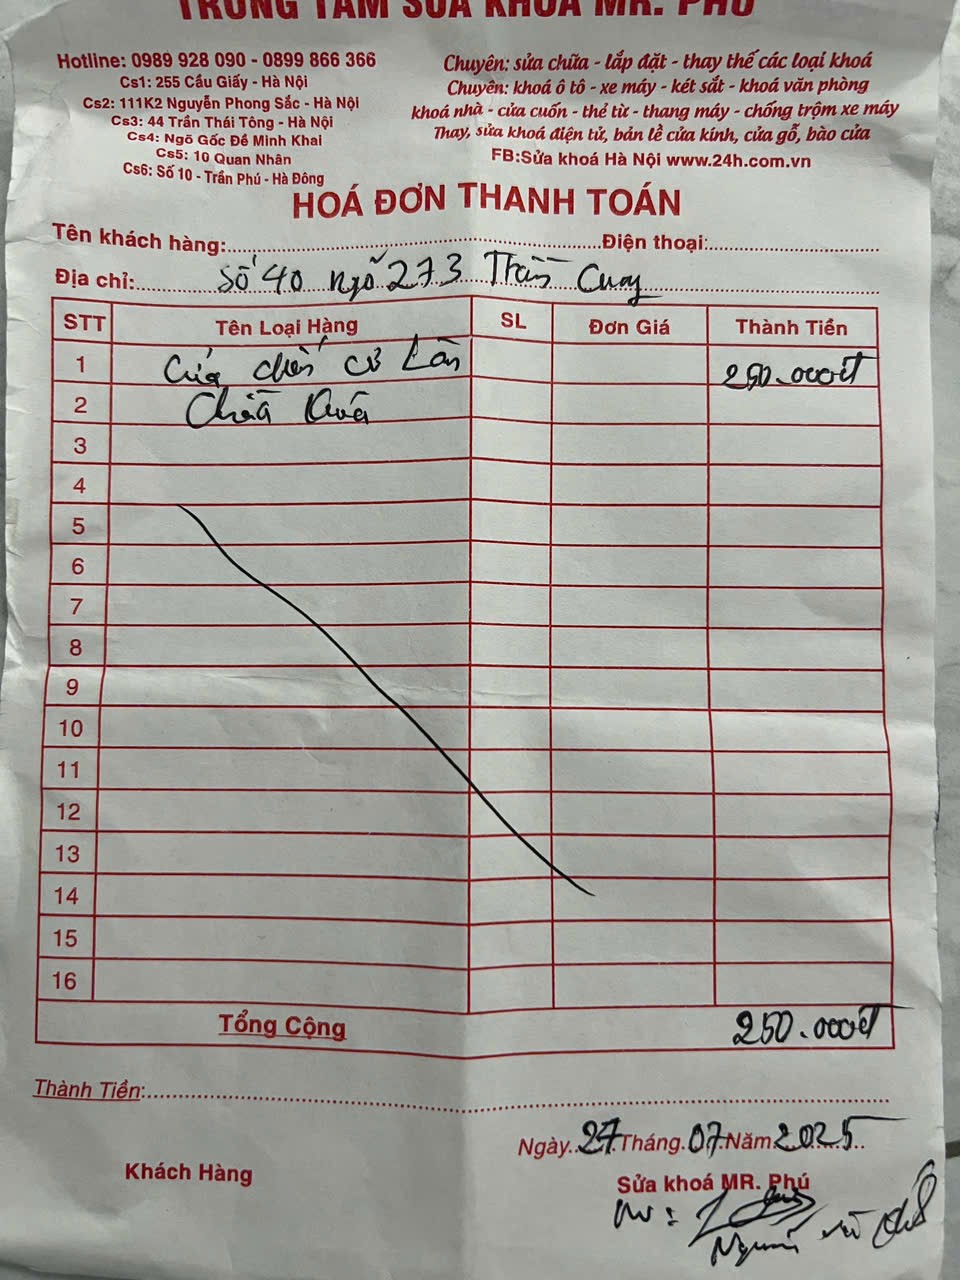 TRUNG TÂM SỬA KHOÁ MR. PHÚ
Hotline: 0989 928 090 - 0899 866 366
Cs1: 255 Cầu Giấy - Hà Nội
Cs2: 111K2 Nguyễn Phong Sắc - Hà Nội
Cs3: 44 Trần Thái Tông - Hà Nội
Cs4: Ngõ Gốc Đề Minh Khai
Cs5: 10 Quan Nhân
Cs6: Số 10 - Trần Phú - Hà Đông
Chuyên: sửa chữa - lắp đặt - thay thế các loại khoá
Chuyên: khoá ô tô - xe máy - két sắt - khoá văn phòng
khoá nhà - cửa cuốn - thẻ từ - thang máy - chống trộm xe máy
Thay, sửa khoá điện tử, bản lề cửa kính, cửa gỗ, bào cửa
FB:Sửa khoá Hà Nội www.24h.com.vn
HOÁ ĐƠN THANH TOÁN
Tên khách hàng: Điện thoại:
Địa chỉ: Số 40 ngõ 273 Trần Cung
STT Tên Loại Hàng SL Đơn Giá Thành Tiền
1 250.000đ
2 Chìa khoá
3
4
5
6
7
8
9
10
11
12
13
14
15
16
Tổng Cộng 250.000đ
Thành Tiền:
Ngày 27 Tháng 07 Năm 2025
Khách Hàng
Sửa khoá MR. Phú